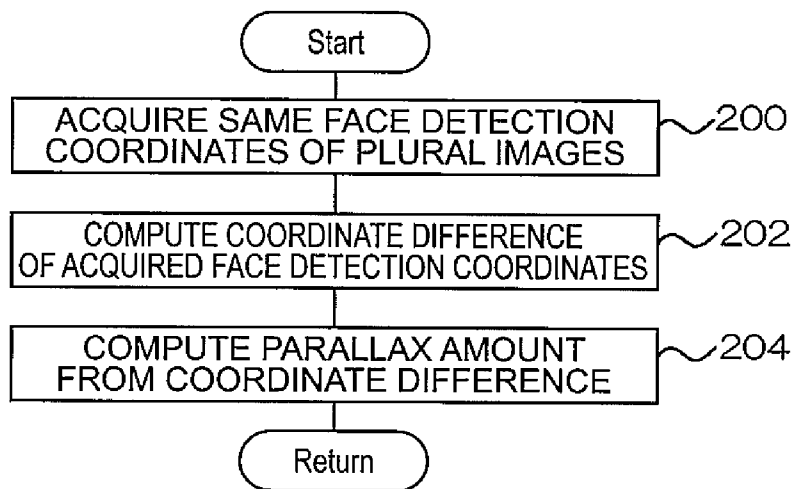 Start
ACQUIRE SAME FACE DETECTION
COORDINATES OF PLURAL IMAGES
200
COMPUTE COORDINATE DIFFERENCE
OF ACQUIRED FACE DETECTION COORDINATES
202
COMPUTE PARALLAX AMOUNT
FROM COORDINATE DIFFERENCE
204
Return